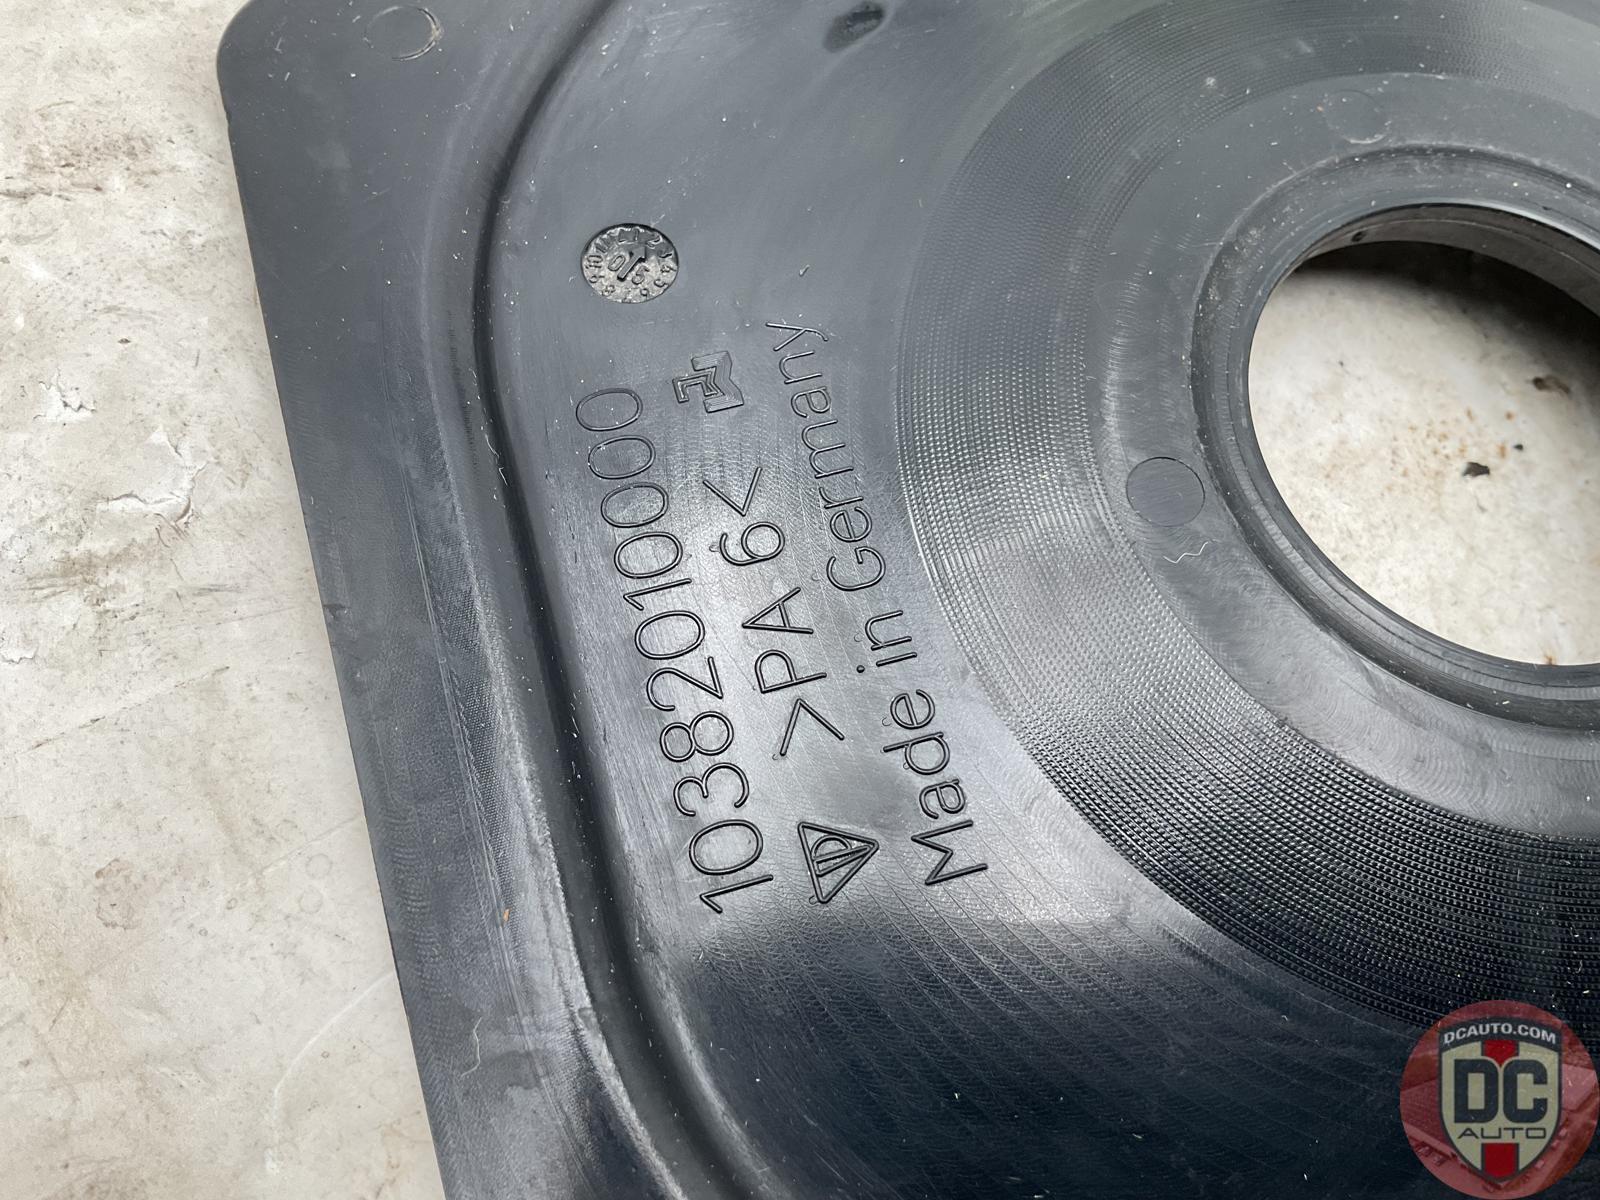 1038201000
>PA 6<
Made in Germany
DCAUTO.COM
DC
AUTO